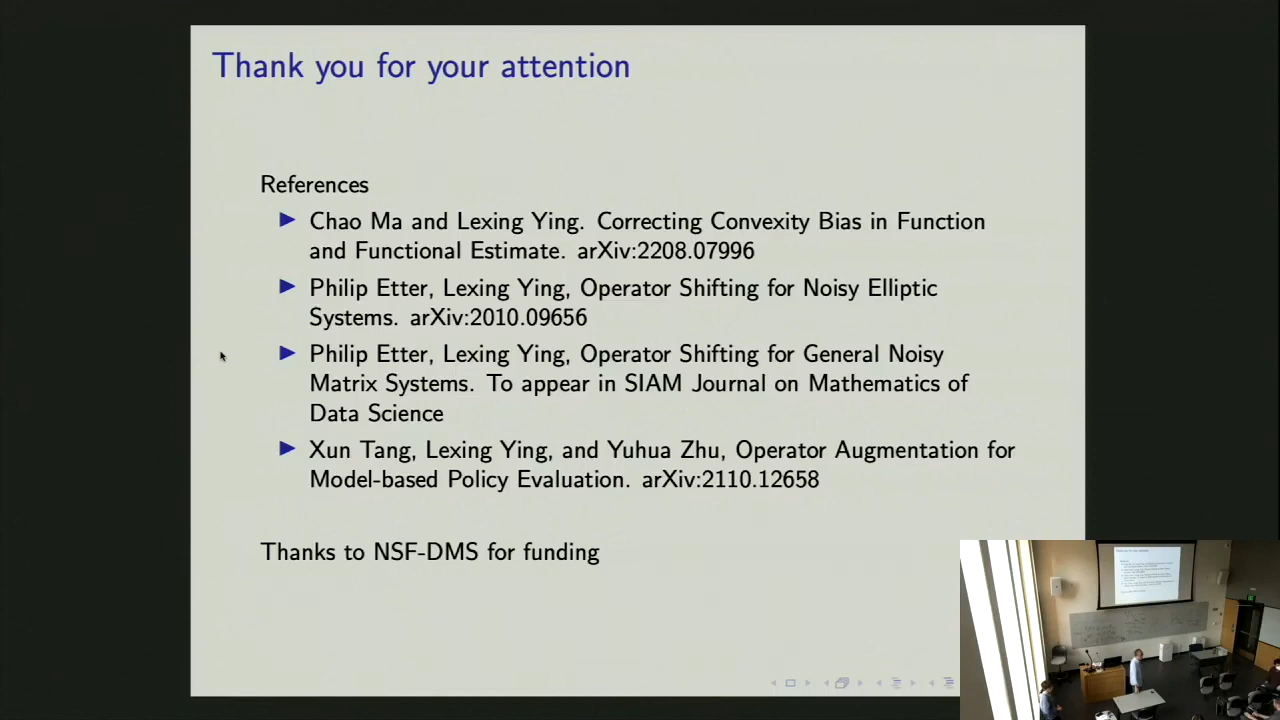 Thank you for your attention
References
Chao Ma and Lexing Ying. Correcting Convexity Bias in Function
and Functional Estimate. arXiv:2208.07996
Philip Etter, Lexing Ying, Operator Shifting for Noisy Elliptic
Systems. arXiv:2010.09656
Philip Etter, Lexing Ying, Operator Shifting for General Noisy
Matrix Systems. To appear in SIAM Journal on Mathematics of
Data Science
Xun Tang, Lexing Ying, and Yuhua Zhu, Operator Augmentation for
Model-based Policy Evaluation. arXiv:2110.12658
Thanks to NSF-DMS for funding